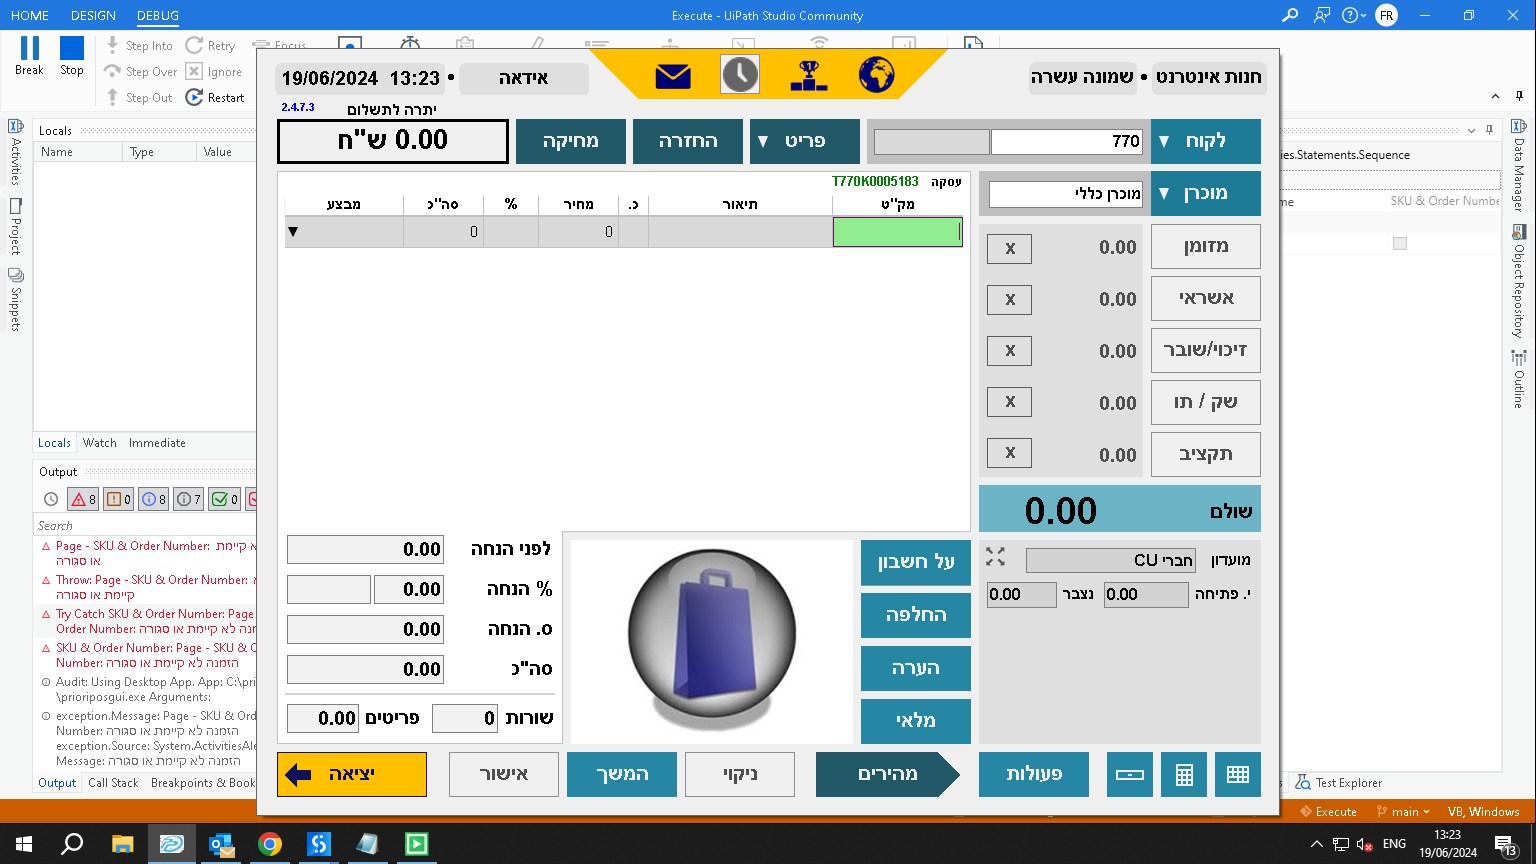 HOME DESIGN DEBUG
Execute - UiPath Studio Community
FR
Break Stop
Step Into Retry Focus
Step Over Ignore
Step Out Restart
Activities
Project
Snippets
Locals
Name Type Value
Locals Watch Immediate
Output
8 0 8 7 0
Search
Page - SKU & Order Number: לא קיימת
או סגורה
Throw: Page - SKU & Order Number:
קיימת או סגורה
Try Catch SKU & Order Number: Page
Order Number: הזמנה לא קיימת או סגורה
SKU & Order Number: Page - SKU & O
Number: הזמנה לא קיימת או סגורה
Audit: Using Desktop App. App: C:\pri
\prioriposgui.exe Arguments:
exception.Message: Page - SKU & Ord
Number: הזמנה לא קיימת או סגורה
exception.Source: System.ActivitiesAle
Message: הזמנה לא קיימת או סגורה
Output Call Stack Breakpoints & Book
חנות אינטרנט • שמונה עשרה
אידאה
19/06/2024 13:23 •
2.4.7.3
יתרה לתשלום
0.00 ש"ח
מחיקה
החזרה
פריט
770
לקוח
עסקה T770K0005183
מוכרן כללי
מוכרן
מק"ט תיאור כ. מחיר % סה"כ מבצע
0 0
מזומן 0.00 X
אשראי 0.00 X
זיכוי/שובר 0.00 X
שק / תו 0.00 X
תקציב 0.00 X
שולם 0.00
מועדון חברי CU
י. פתיחה 0.00 נצבר 0.00
לפני הנחה 0.00
% הנחה 0.00
ס. הנחה 0.00
סה"כ 0.00
שורות 0 פריטים 0.00
על חשבון
החלפה
הערה
מלאי
יציאה
אישור
המשך
ניקוי
מהירים
פעולות
ies.Statements.Sequence
me SKU & Order Numbe
Data Manager
Object Repository
Outline
s Test Explorer
Execute main VB, Windows
ENG
13:23
19/06/2024
13